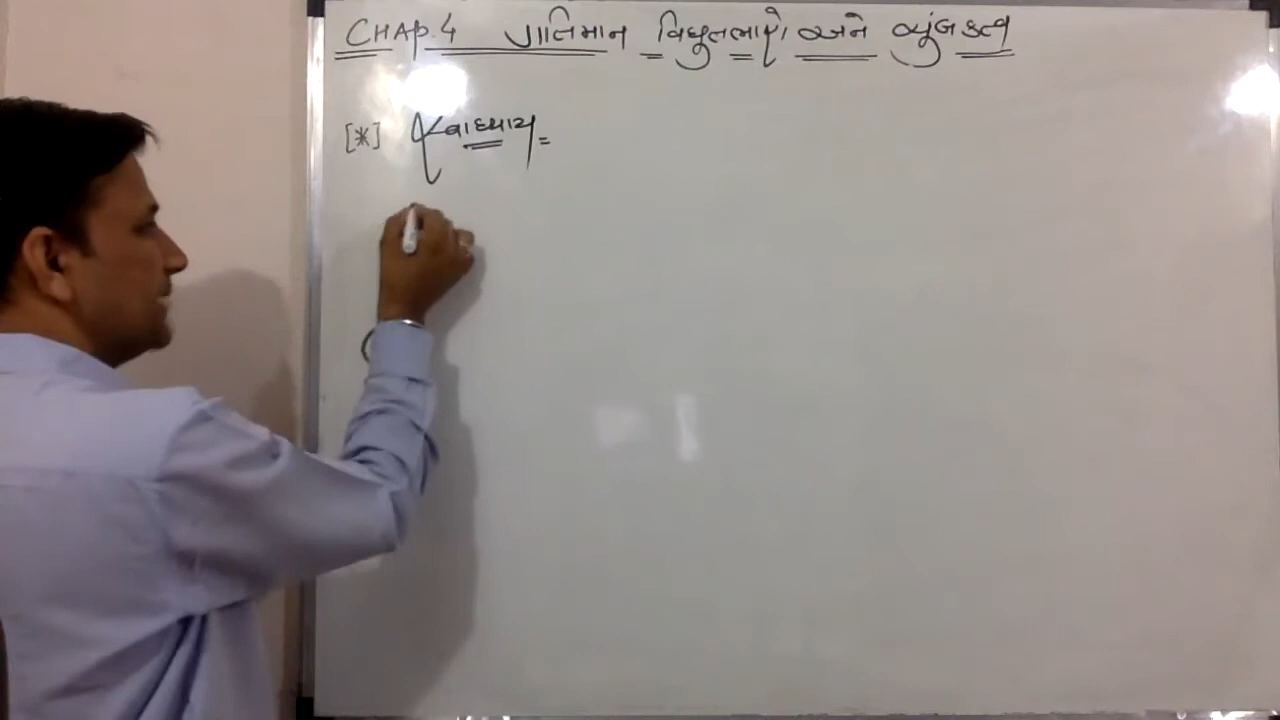 CHAP. 4 ગતિમાન વિદ્યુતભારો અને ચુંબકત્વ
[*] સ્વાધ્યાય =